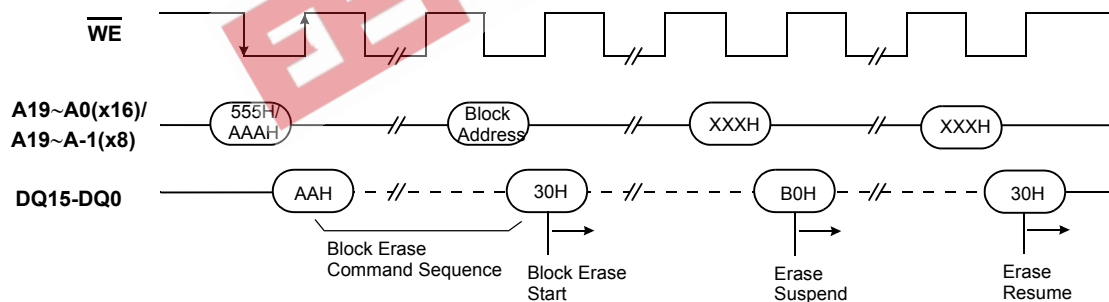 WE
A19~A0(x16)/
A19~A-1(x8)
555H/
AAAH
Block
Address
XXXH
XXXH
DQ15-DQ0
AAH
30H
B0H
30H
Block Erase
Command Sequence
Block Erase
Start
Erase
Suspend
Erase
Resume